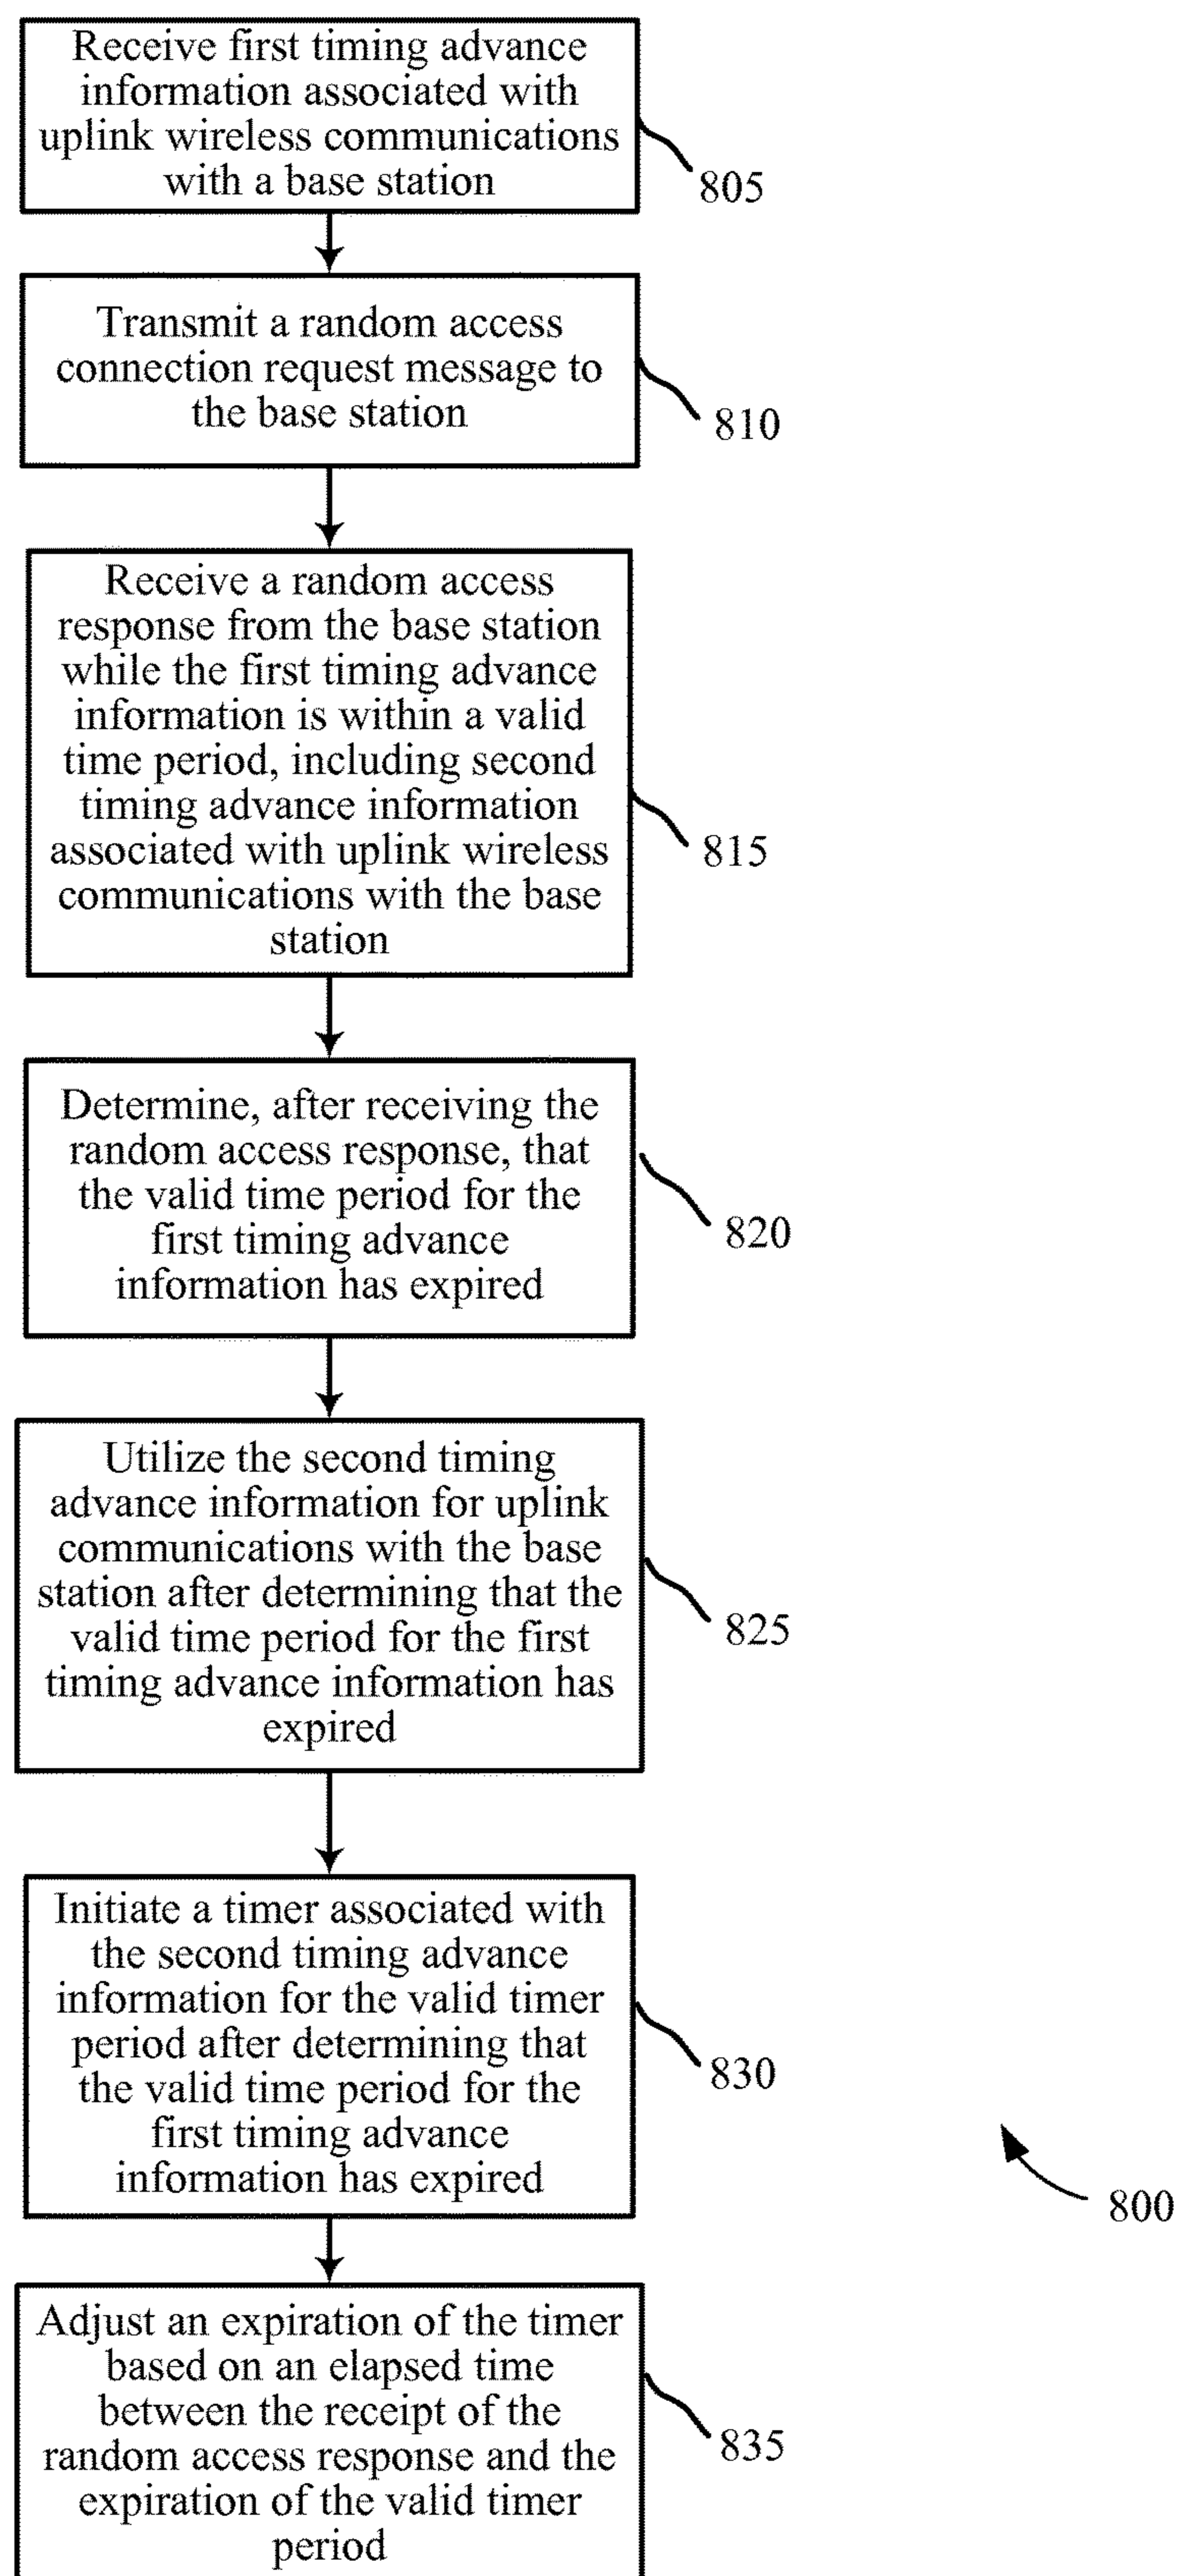 Receive first timing advance
information associated with
uplink wireless communications
with a base station
805
Transmit a random access
connection request message to
the base station
810
Receive a random access
response from the base station
while the first timing advance
information is within a valid
time period, including second
timing advance information
associated with uplink wireless
communications with the base
station
815
Determine, after receiving the
random access response, that
the valid time period for the
first timing advance
information has expired
820
Utilize the second timing
advance information for uplink
communications with the base
station after determining that the
valid time period for the first
timing advance information has
expired
825
Initiate a timer associated with
the second timing advance
information for the valid timer
period after determining that
the valid time period for the
first timing advance
information has expired
830
800
Adjust an expiration of the timer
based on an elapsed time
between the receipt of the
random access response and the
expiration of the valid timer
period
835